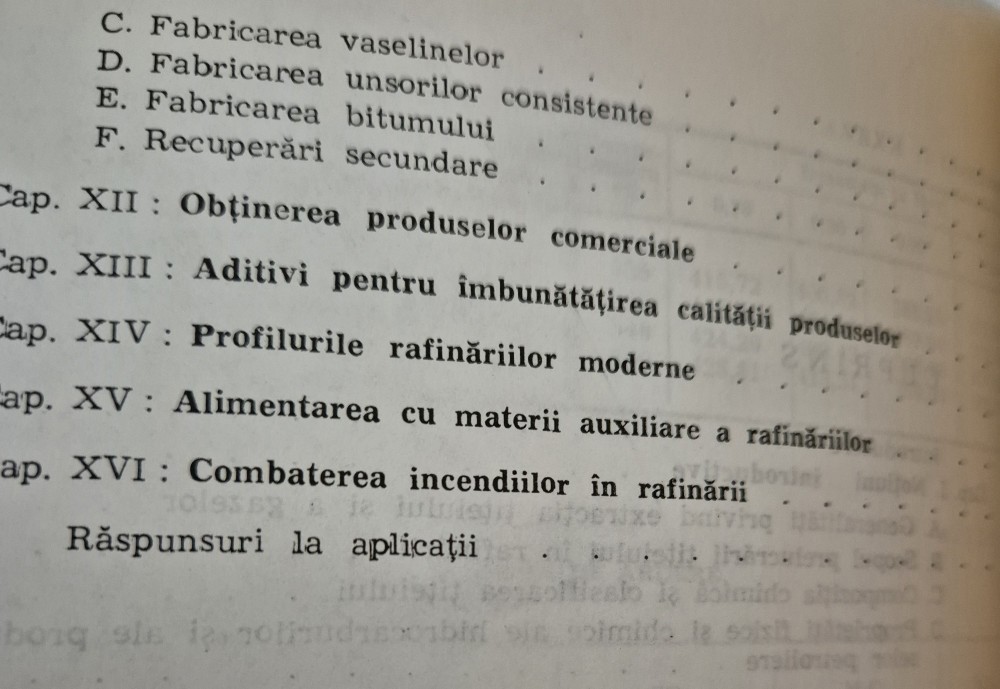 C. Fabricarea vaselinelor . . . . . . . .
D. Fabricarea unsorilor consistente . . . . . . .
E. Fabricarea bitumului . . . . . . . . . .
F. Recuperări secundare . . . . . . . . . .
Cap. XII : Obținerea produselor comerciale . . . . . . .
Cap. XIII : Aditivi pentru îmbunătățirea calității produselor . . .
Cap. XIV : Profilurile rafinăriilor moderne . . . . . . .
Cap. XV : Alimentarea cu materii auxiliare a rafinăriilor . . . .
Cap. XVI : Combaterea incendiilor în rafinării . . . . . . .
Răspunsuri la aplicații . . . . . . . . . .